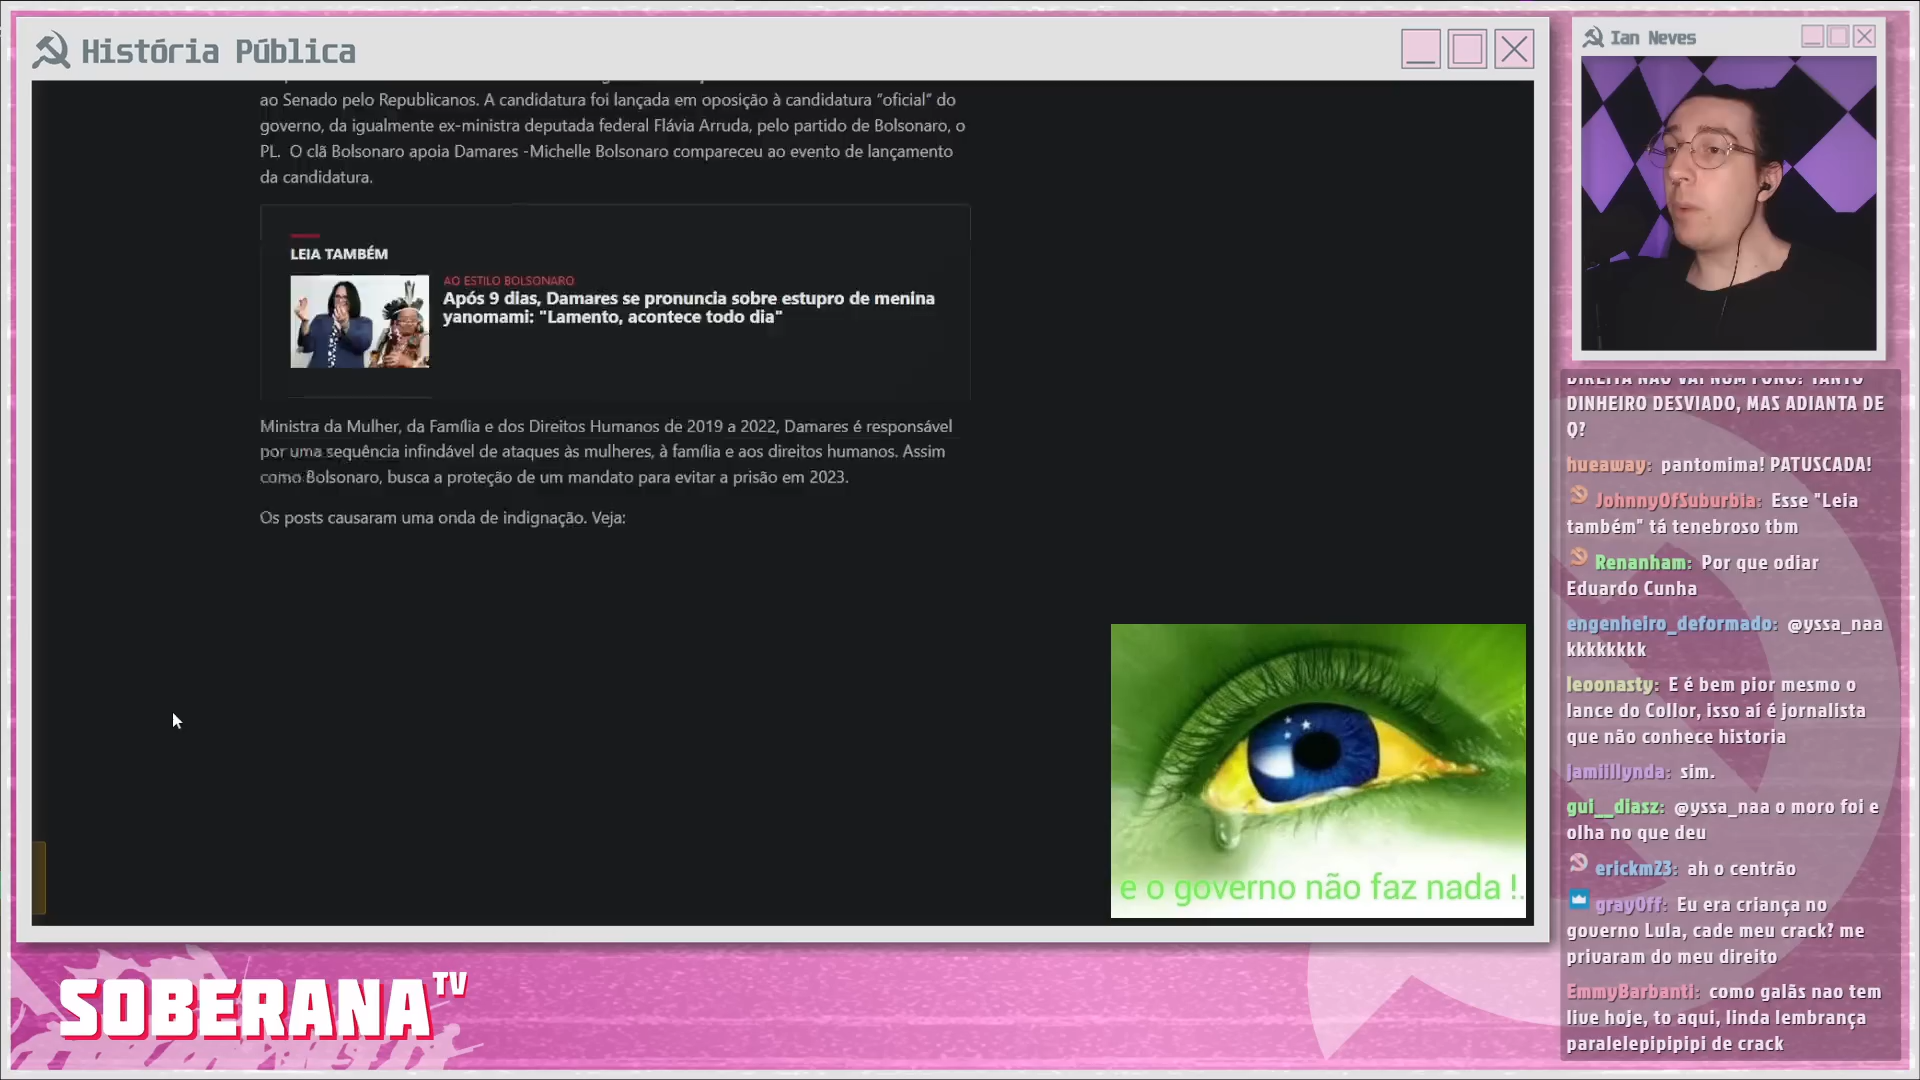 História Pública
ao Senado pelo Republicanos. A candidatura foi lançada em oposição à candidatura “oficial” do
governo, da igualmente ex-ministra deputada federal Flávia Arruda, pelo partido de Bolsonaro, o
PL.  O clã Bolsonaro apoia Damares -Michelle Bolsonaro compareceu ao evento de lançamento
da candidatura.
LEIA TAMBÉM
AO ESTILO BOLSONARO
Após 9 dias, Damares se pronuncia sobre estupro de menina
yanomami: "Lamento, acontece todo dia"
Ministra da Mulher, da Família e dos Direitos Humanos de 2019 a 2022, Damares é responsável
por uma sequência infindável de ataques às mulheres, à família e aos direitos humanos. Assim
como Bolsonaro, busca a proteção de um mandato para evitar a prisão em 2023.
Os posts causaram uma onda de indignação. Veja:
e o governo não faz nada !.
SOBERANA TV
Ian Neves
DIREITA NÃO VAI NUM FONO? TANTO
DINHEIRO DESVIADO, MAS ADIANTA DE
Q?
hueaway: pantomima! PATUSCADA!
JohnnyOfSuburbia: Esse "Leia
também" tá tenebroso tbm
Renanham: Por que odiar
Eduardo Cunha
engenheiro_deformado: @yssa_naa
kkkkkkkk
leoonasty: E é bem pior mesmo o
lance do Collor, isso aí é jornalista
que não conhece historia
jamiillynda: sim.
gui__diasz: @yssa_naa o moro foi e
olha no que deu
erickm23: ah o centrão
gray0ff: Eu era criança no
governo Lula, cade meu crack? me
privaram do meu direito
EmmyBarbanti: como galãs nao tem
live hoje, to aqui, linda lembrança
paralelepipipipi de crack